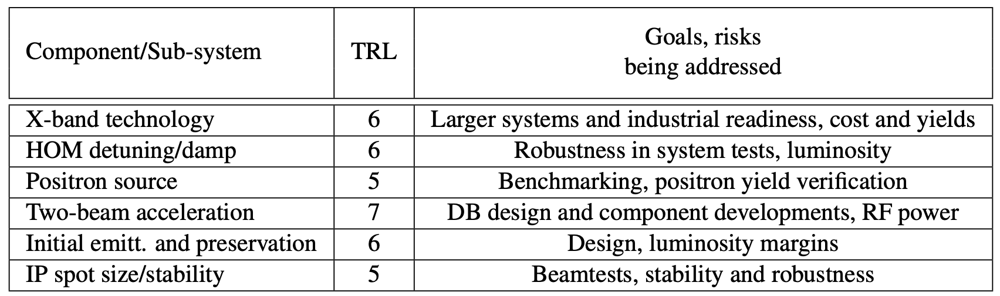 Component/Sub-system TRL Goals, risks
being addressed
X-band technology 6 Larger systems and industrial readiness, cost and yields
HOM detuning/damp 6 Robustness in system tests, luminosity
Positron source 5 Benchmarking, positron yield verification
Two-beam acceleration 7 DB design and component developments, RF power
Initial emitt. and preservation 6 Design, luminosity margins
IP spot size/stability 5 Beamtests, stability and robustness